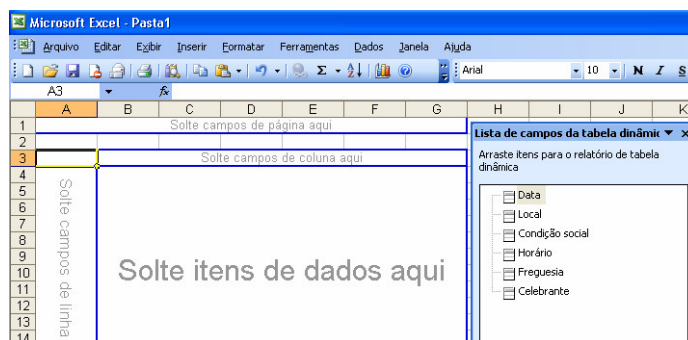 Microsoft Excel - Pasta1
Arquivo Editar Exibir Inserir Formatar Ferramentas Dados Janela Ajuda
Arial 10 N I S
A3 fx
A B C D E F G H I J K
1 Solte campos de página aqui
Lista de campos da tabela dinâmic
2
3 Solte campos de coluna aqui
Arraste itens para o relatório de tabela
dinâmica
4
5
6
7
8
9
10
11
12
13
14
Solte campos de linha
Solte itens de dados aqui
Data
Local
Condição social
Horário
Freguesia
Celebrante